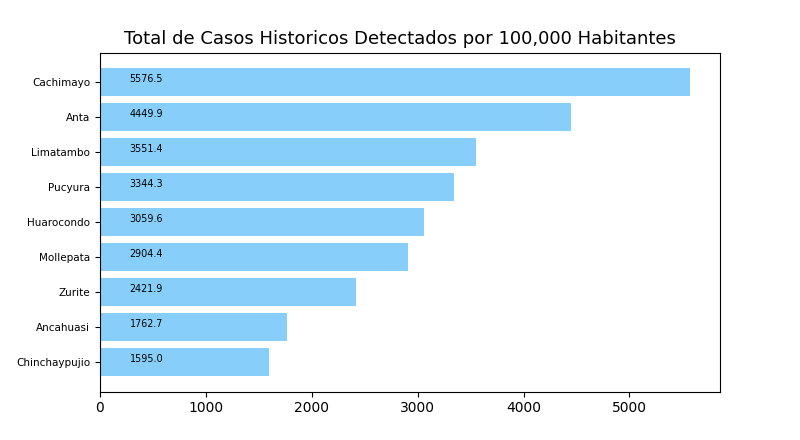 Total de Casos Historicos Detectados por 100,000 Habitantes
Cachimayo 5576.5
Anta 4449.9
Limatambo 3551.4
Pucyura 3344.3
Huarocondo 3059.6
Mollepata 2904.4
Zurite 2421.9
Ancahuasi 1762.7
Chinchaypujio 1595.0
0 1000 2000 3000 4000 5000